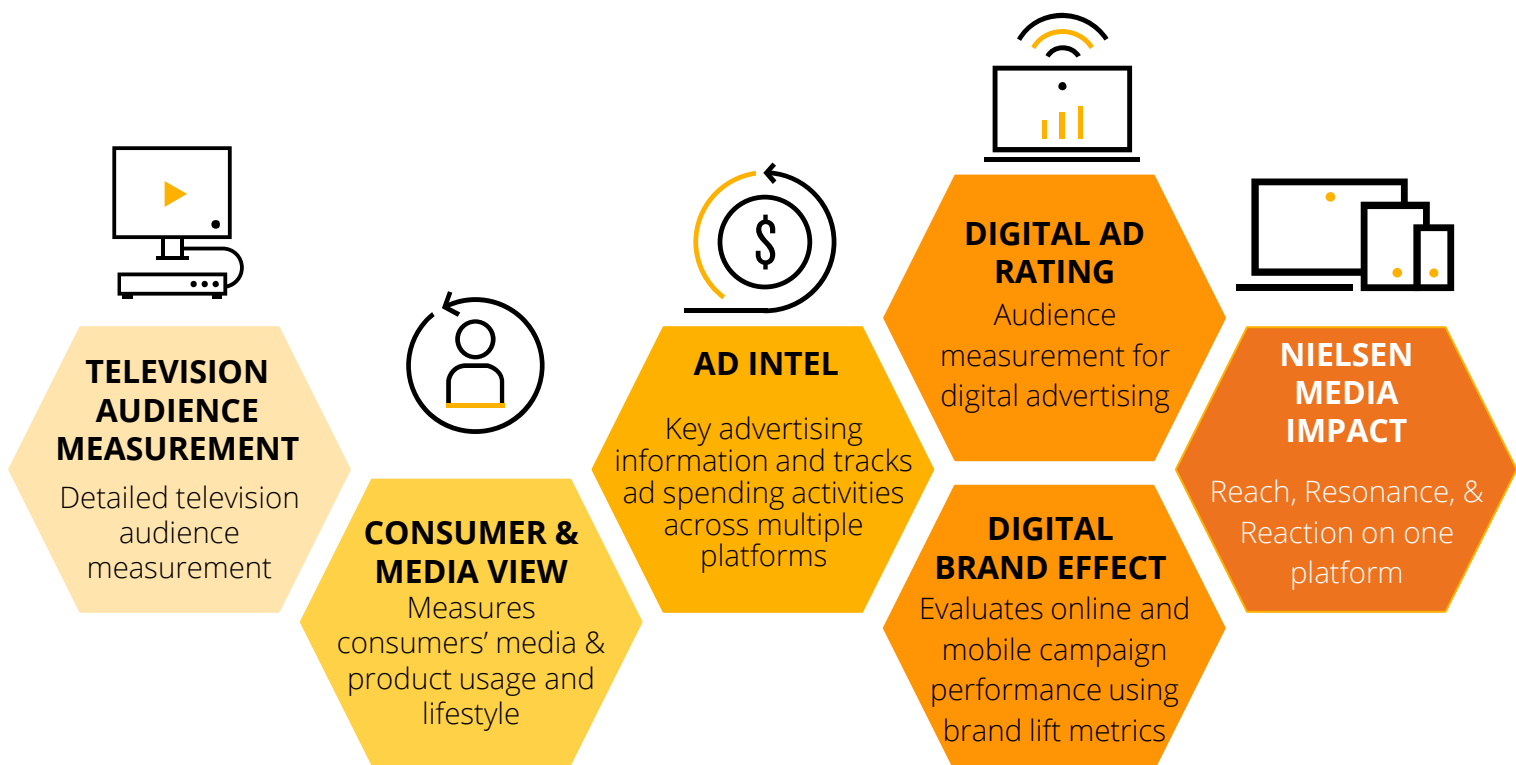 TELEVISION
AUDIENCE
MEASUREMENT
Detailed television
audience
measurement
CONSUMER &
MEDIA VIEW
Measures
consumers’ media &
product usage and
lifestyle
AD INTEL
Key advertising
information and tracks
ad spending activities
across multiple
platforms
DIGITAL AD
RATING
Audience
measurement for
digital advertising
DIGITAL
BRAND EFFECT
Evaluates online and
mobile campaign
performance using
brand lift metrics
NIELSEN
MEDIA
IMPACT
Reach, Resonance, &
Reaction on one
platform